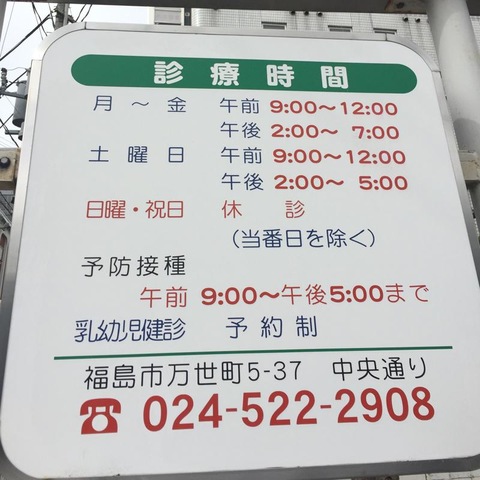 診療時間
月～金 午前 9:00～12:00
午後 2:00～ 7:00
土曜日 午前 9:00～12:00
午後 2:00～ 5:00
日曜・祝日 休診
(当番日を除く)
予防接種
午前 9:00～午後5:00まで
乳幼児健診 予約制
福島市万世町5-37 中央通り
☎ 024-522-2908